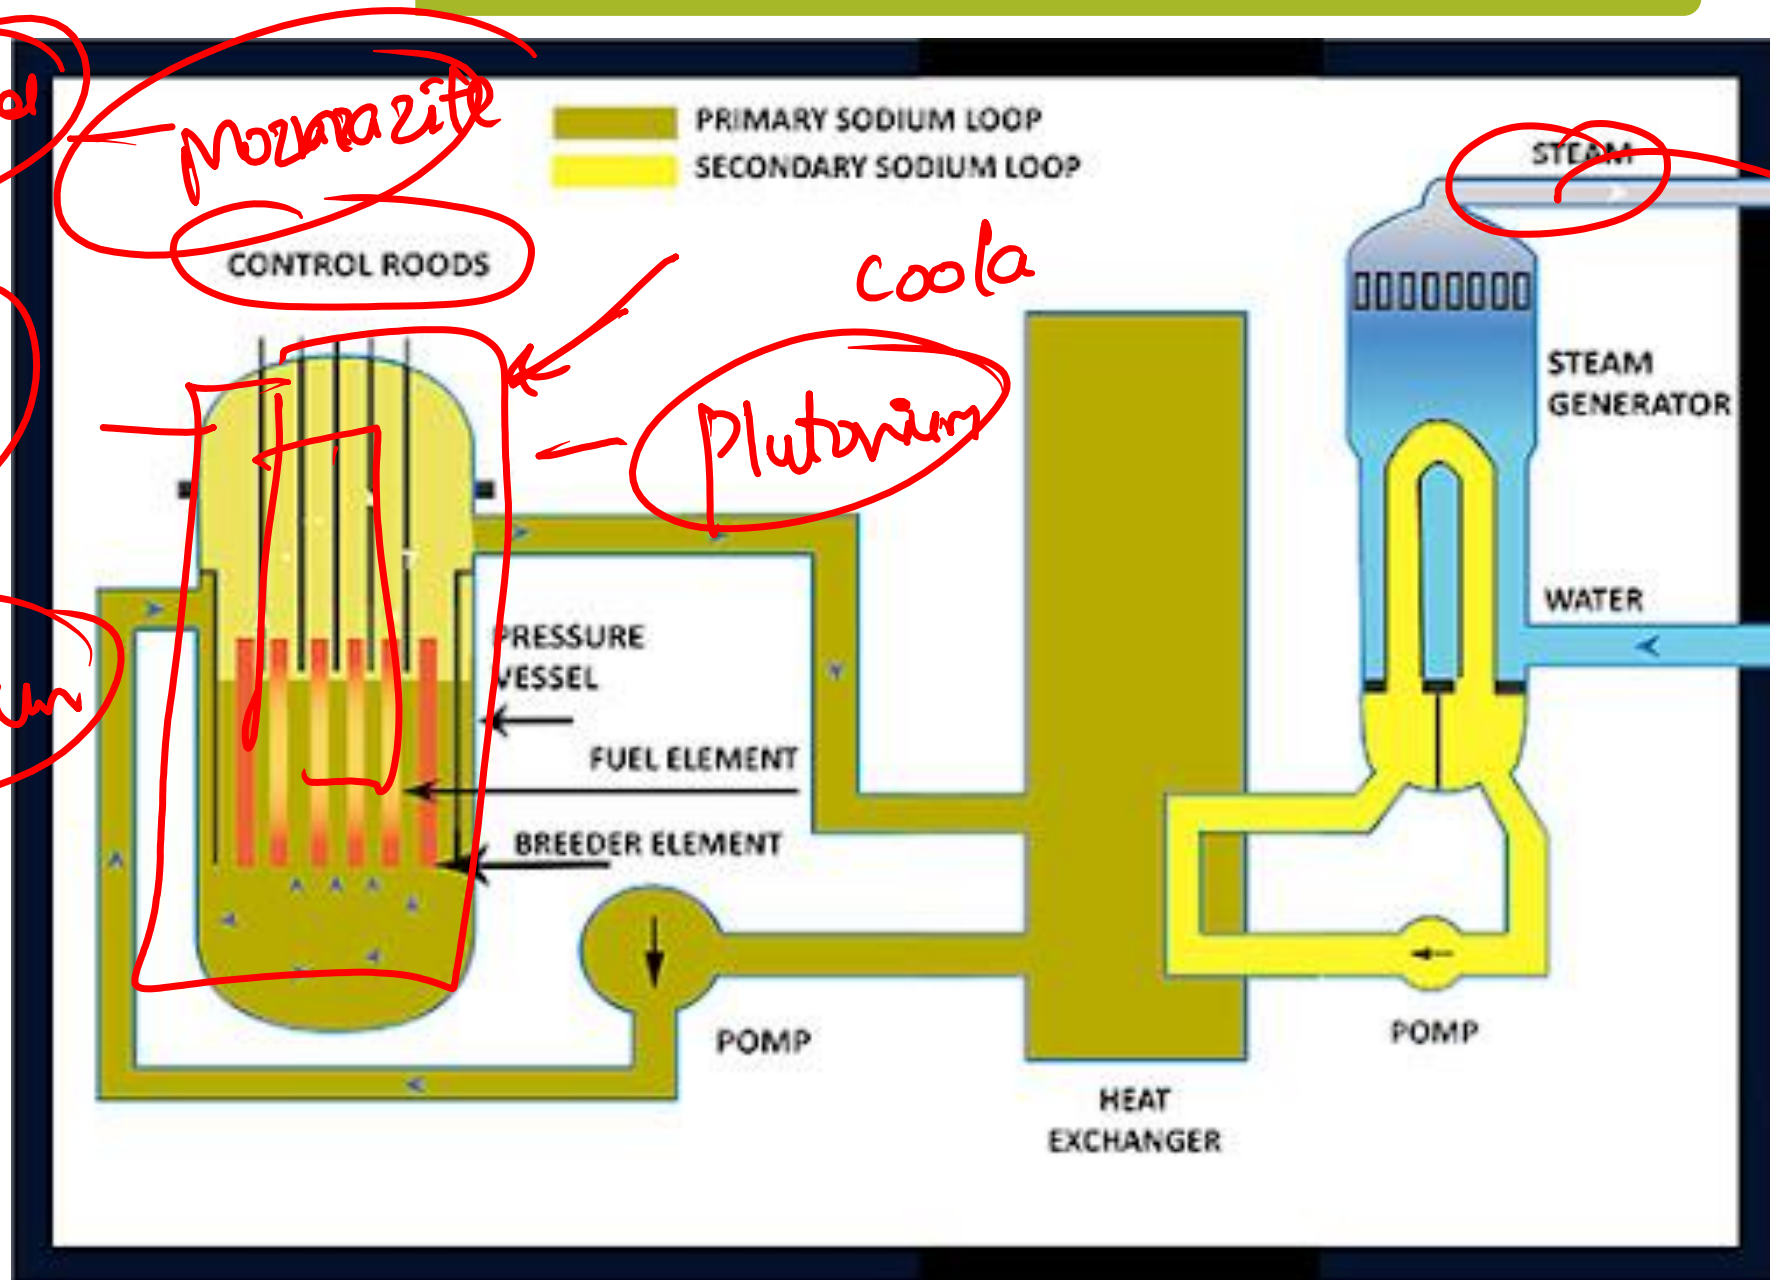 PRIMARY SODIUM LOOP
SECONDARY SODIUM LOOP
STEAM
CONTROL ROODS
Coola
Plutonium
STEAM
GENERATOR
WATER
PRESSURE
VESSEL
FUEL ELEMENT
BREEDER ELEMENT
POMP
POMP
HEAT
EXCHANGER